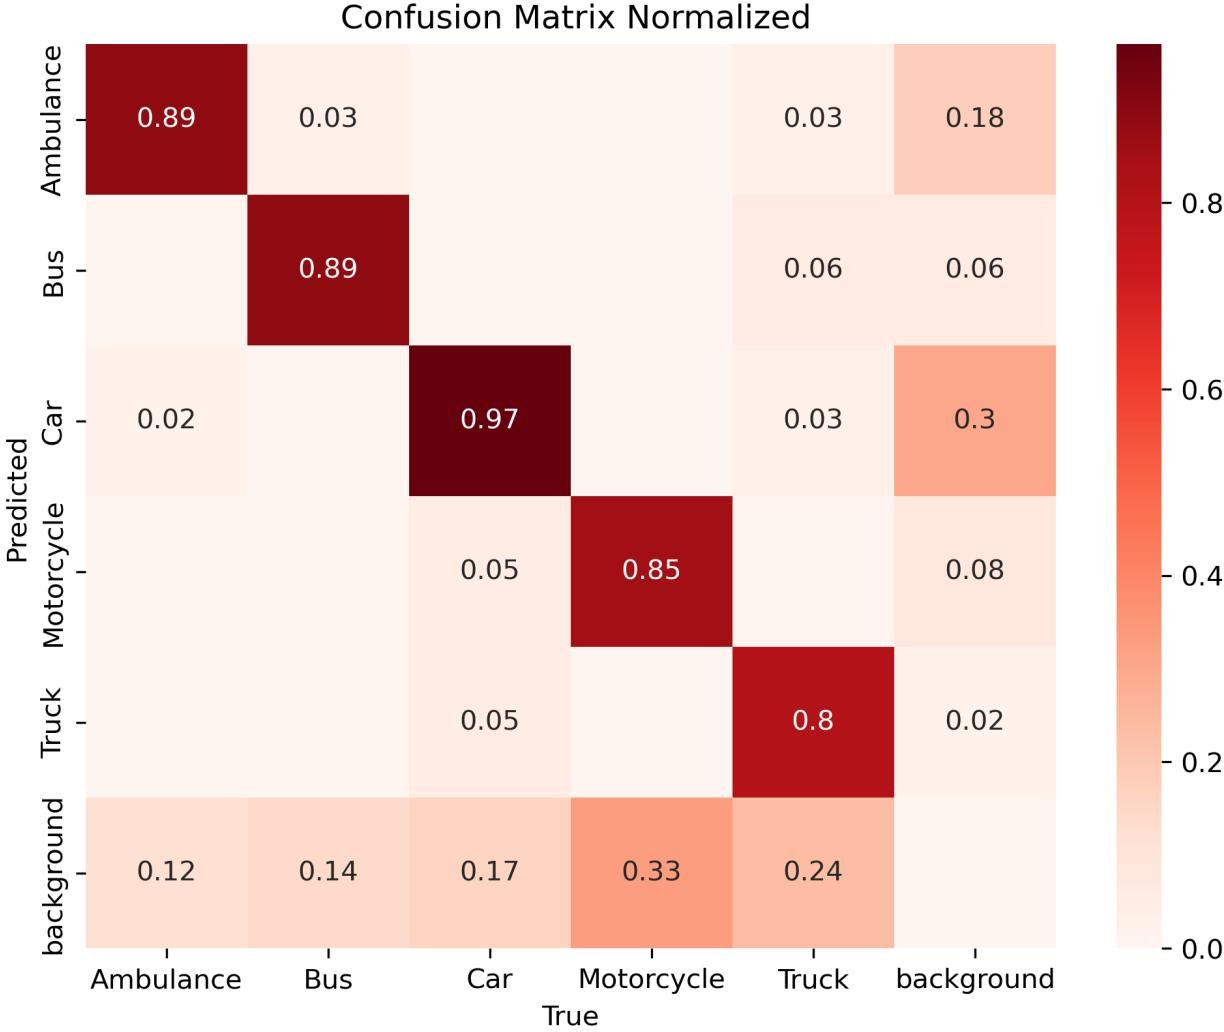 Confusion Matrix Normalized
Predicted
Ambulance 0.89 0.03 0.03 0.18
Bus 0.89 0.06 0.06
Car 0.02 0.97 0.03 0.3
Motorcycle 0.05 0.85 0.08
Truck 0.05 0.8 0.02
background 0.12 0.14 0.17 0.33 0.24
Ambulance Bus Car Motorcycle Truck background
True
0.8
0.6
0.4
0.2
0.0